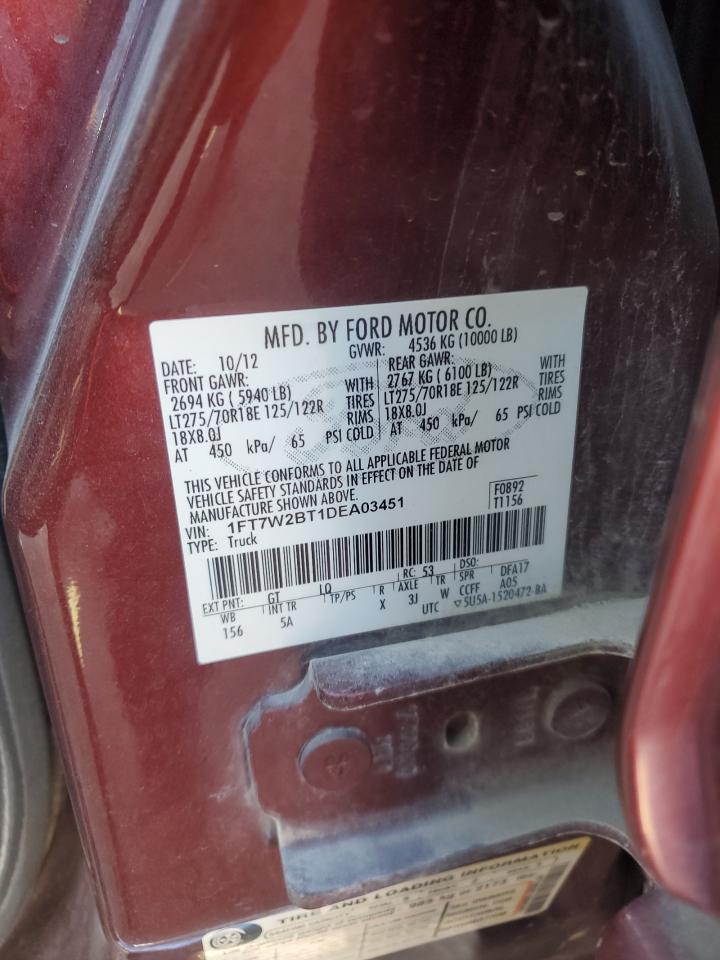 MFD. BY FORD MOTOR CO.
DATE: 10/12 GVWR: 4536 KG (10000 LB)
FRONT GAWR: REAR GAWR:
2694 KG ( 5940 LB) WITH 2767 KG ( 6100 LB) WITH
LT275/70R18E 125/122R TIRES LT275/70R18E 125/122R TIRES
18X8.0J RIMS 18X8.0J RIMS
AT 450 kPa/ 65 PSI COLD AT 450 kPa/ 65 PSI COLD
THIS VEHICLE CONFORMS TO ALL APPLICABLE FEDERAL MOTOR
VEHICLE SAFETY STANDARDS IN EFFECT ON THE DATE OF
MANUFACTURE SHOWN ABOVE.
F0892
VIN: 1FT7W2BT1DEA03451 T1156
TYPE: Truck
EXT PNT: GT LQ RC: 53 DSO:
WB INT TR TP/PS R AXLE TR SPR DFA17
156 5A X 3J W CCFF A05
UTC ▽5U5A-1520472-BA
TIRE AND LOADING INFORMATION